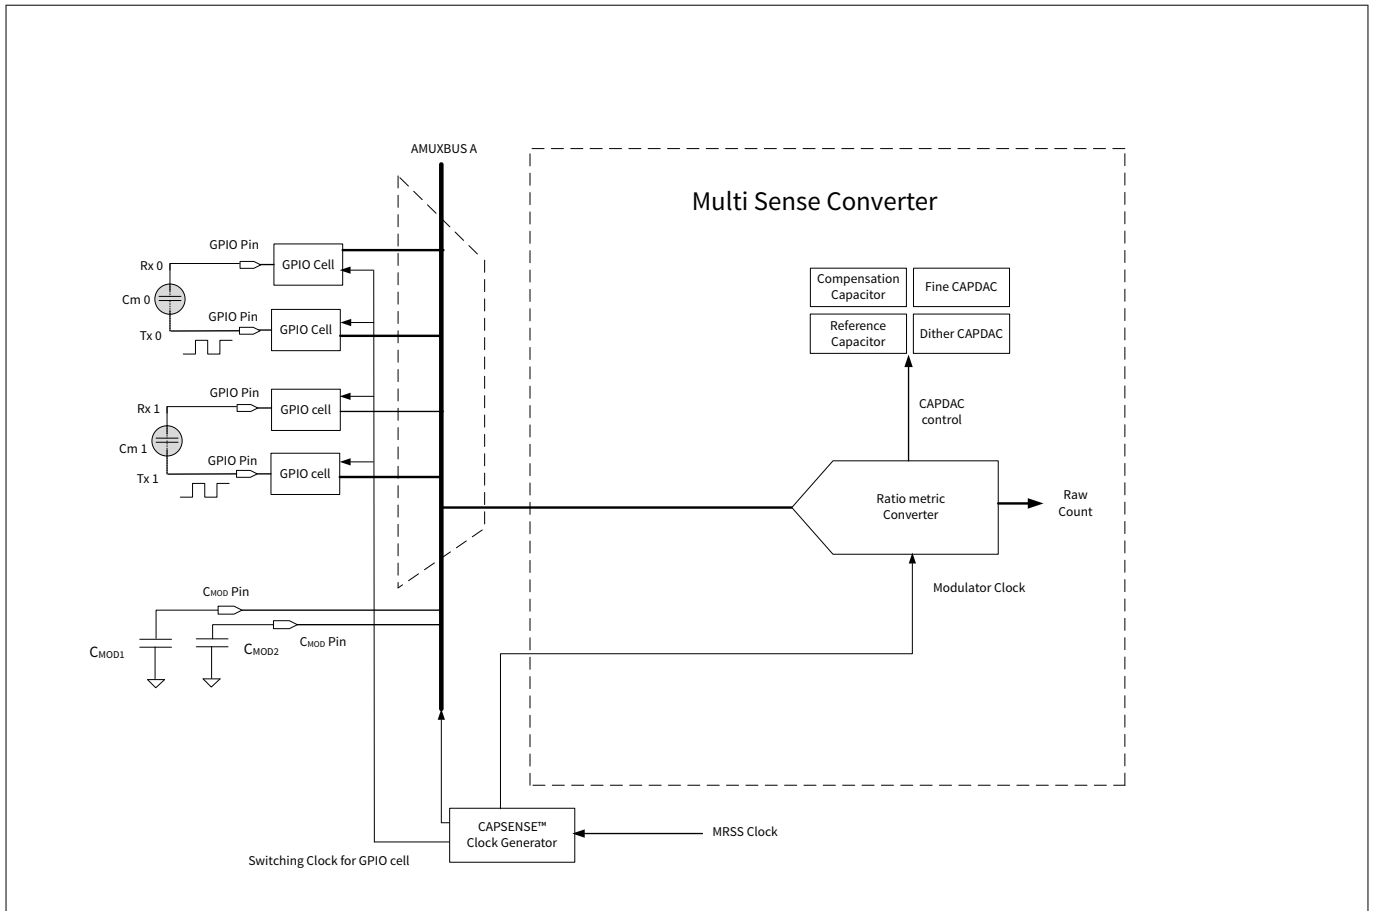 AMUXBUS A
Multi Sense Converter
GPIO Pin
Rx 0
GPIO Cell
Cm 0
GPIO Pin
GPIO Cell
Tx 0
Compensation
Capacitor
Fine CAPDAC
Reference
Capacitor
Dither CAPDAC
GPIO Pin
Rx 1
GPIO cell
Cm 1
GPIO Pin
GPIO cell
Tx 1
CAPDAC
control
Ratio metric
Converter
Raw
Count
CMOD Pin
CMOD1
CMOD2
CMOD Pin
Modulator Clock
CAPSENSE™
Clock Generator
MRSS Clock
Switching Clock for GPIO cell